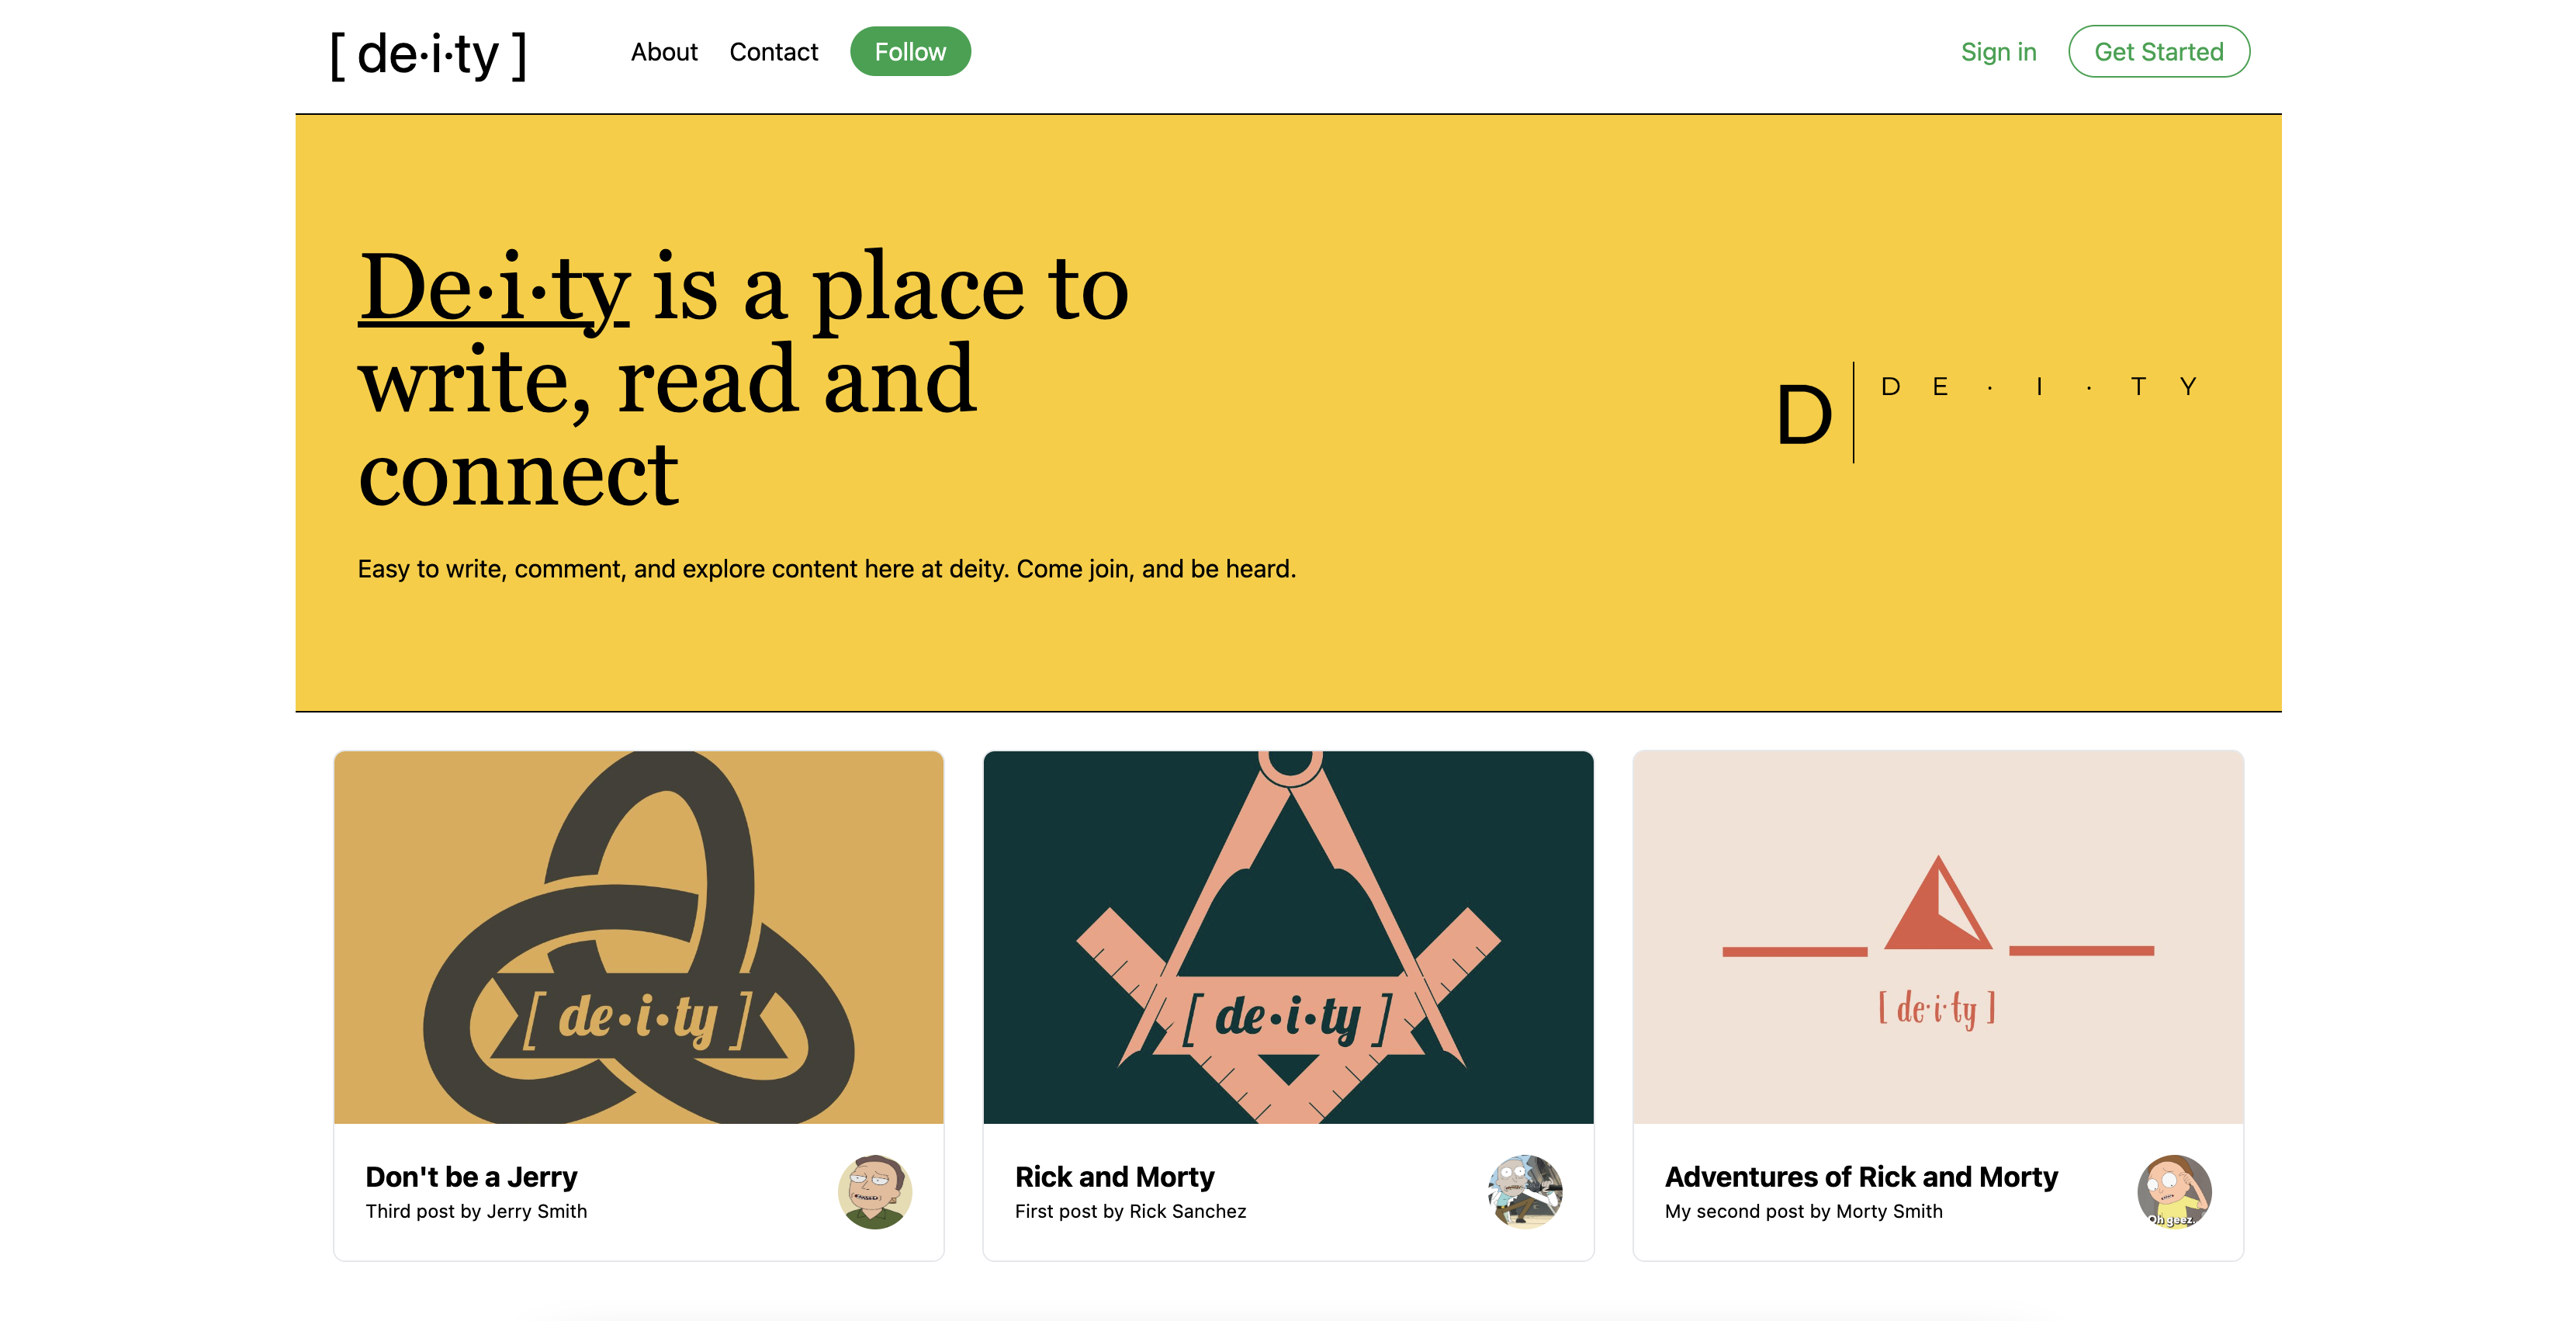 [ de·i·ty ]
About Contact Follow
Sign in Get Started
De·i·ty is a place to
write, read and
connect
Easy to write, comment, and explore content here at deity. Come join, and be heard.
D
D E · I · T Y
[ de·i·ty ]
Don't be a Jerry
Third post by Jerry Smith
[ de·i·ty ]
Rick and Morty
First post by Rick Sanchez
[ de·i·ty ]
Adventures of Rick and Morty
My second post by Morty Smith
Oh geez.